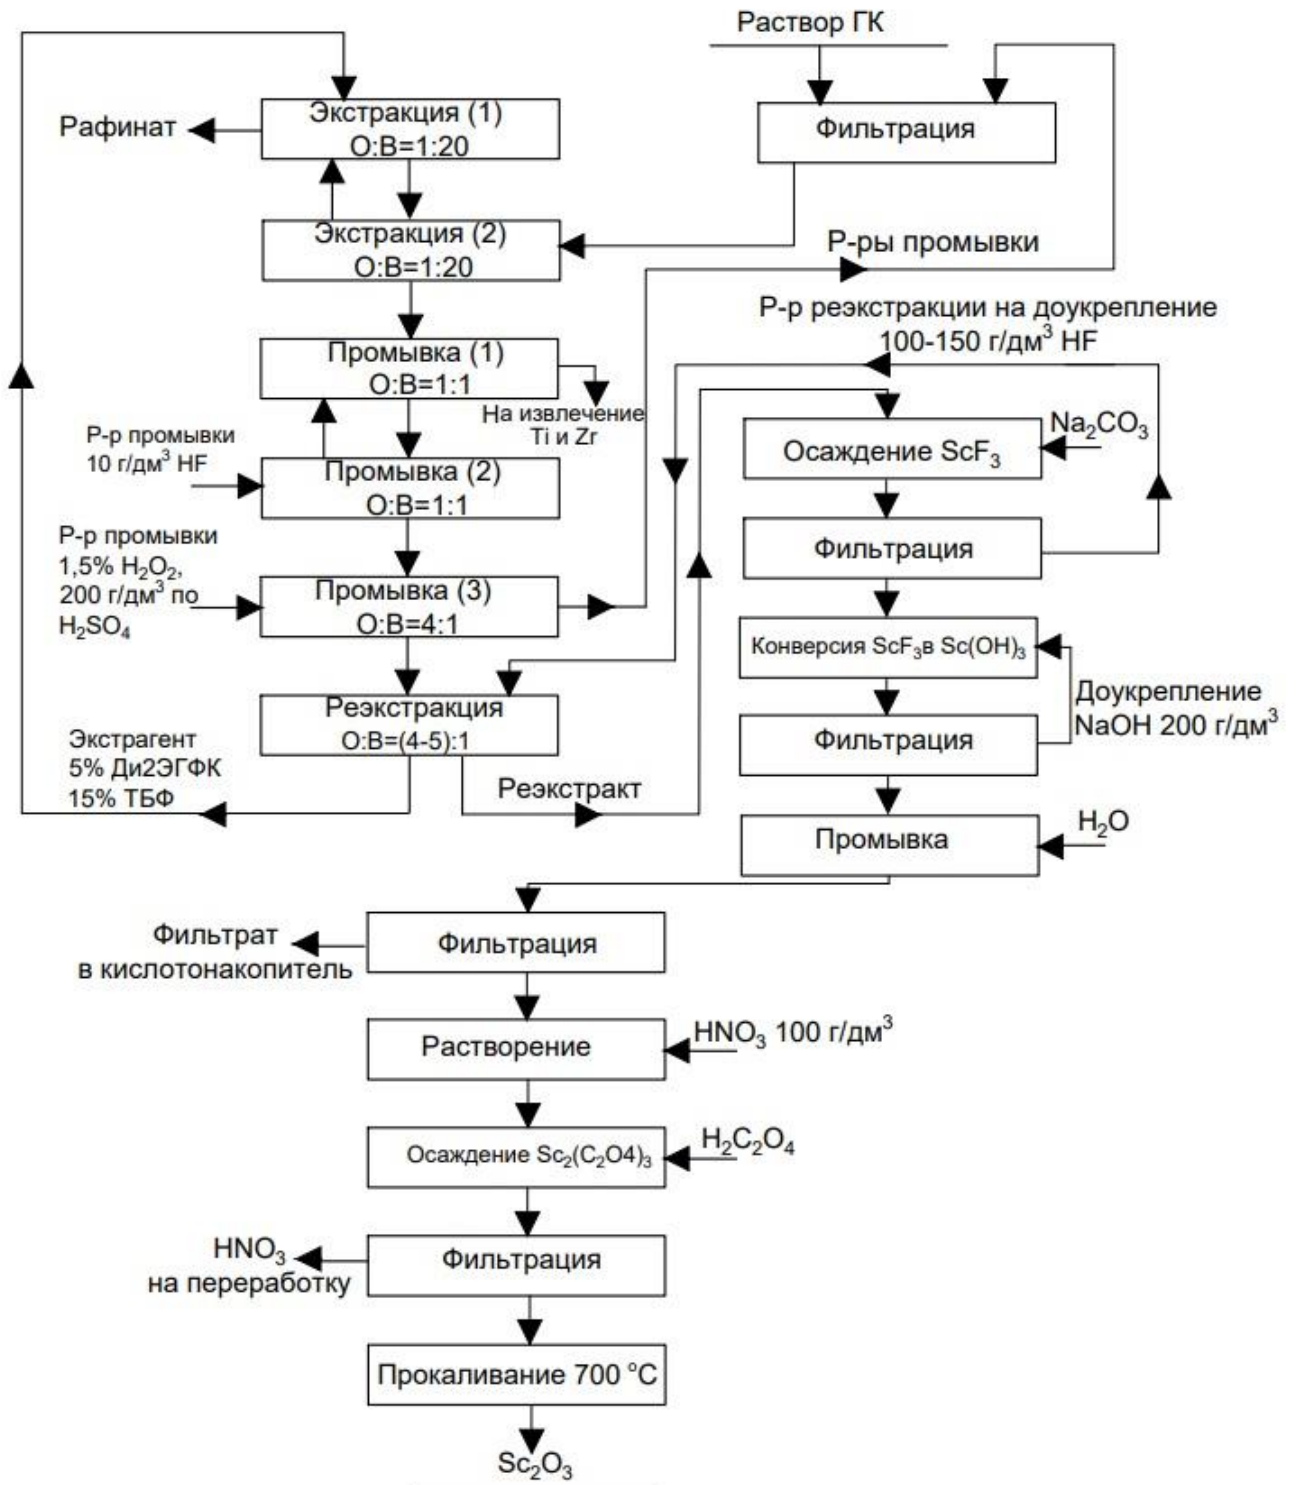 Раствор ГК
Экстракция (1)
О:В=1:20
Рафинат
Фильтрация
Экстракция (2)
О:В=1:20
Р-ры промывки
Р-р реэкстракции на доукрепление
100-150 г/дм³ HF
Промывка (1)
О:В=1:1
На извлечение
Ti и Zr
Р-р промывки
10 г/дм³ HF
Промывка (2)
О:В=1:1
Na₂CO₃
Осаждение ScF₃
Р-р промывки
1,5% H₂O₂,
200 г/дм³ по
H₂SO₄
Промывка (3)
О:В=4:1
Фильтрация
Конверсия ScF₃в Sc(OH)₃
Реэкстракция
О:В=(4-5):1
Доукрепление
NaOH 200 г/дм³
Фильтрация
Экстрагент
5% Ди2ЭГФК
15% ТБФ
Реэкстракт
Промывка
H₂O
Фильтрат
в кислотонакопитель
Фильтрация
Растворение
HNO₃ 100 г/дм³
Осаждение Sc₂(C₂O4)₃
H₂C₂O₄
HNO₃
на переработку
Фильтрация
Прокаливание 700 °С
Sc₂O₃